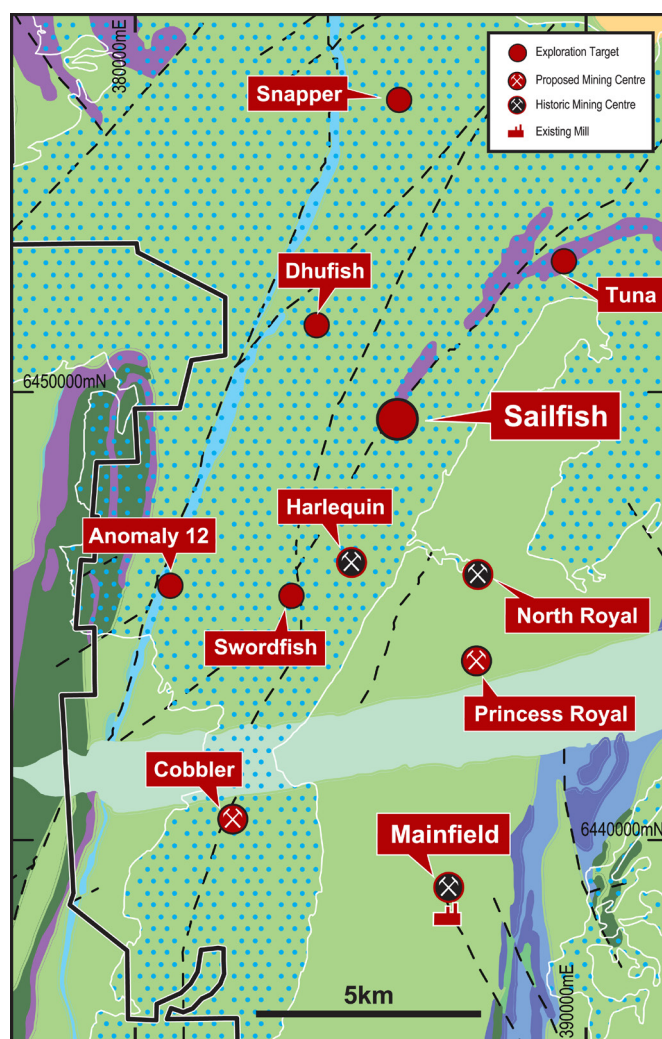 380000mE
Exploration Target
Proposed Mining Centre
Historic Mining Centre
Existing Mill
Snapper
Dhufish
Tuna
6450000mN
Sailfish
Harlequin
Anomaly 12
North Royal
Swordfish
Princess Royal
Cobbler
Mainfield
6440000mN
5km
390000mE